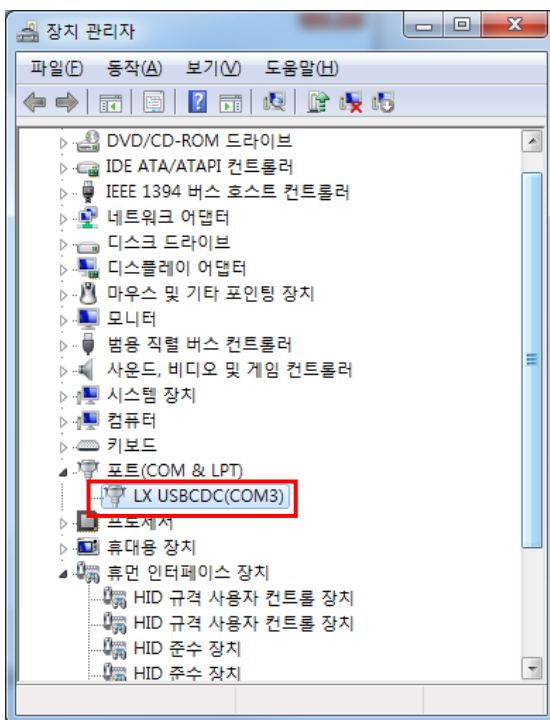 장치 관리자
파일(F) 동작(A) 보기(V) 도움말(H)
DVD/CD-ROM 드라이브
IDE ATA/ATAPI 컨트롤러
IEEE 1394 버스 호스트 컨트롤러
네트워크 어댑터
디스크 드라이브
디스플레이 어댑터
마우스 및 기타 포인팅 장치
모니터
범용 직렬 버스 컨트롤러
사운드, 비디오 및 게임 컨트롤러
시스템 장치
컴퓨터
키보드
포트(COM & LPT)
LX USBCDC(COM3)
프로세서
휴대용 장치
휴먼 인터페이스 장치
HID 규격 사용자 컨트롤 장치
HID 규격 사용자 컨트롤 장치
HID 준수 장치
HID 준수 장치